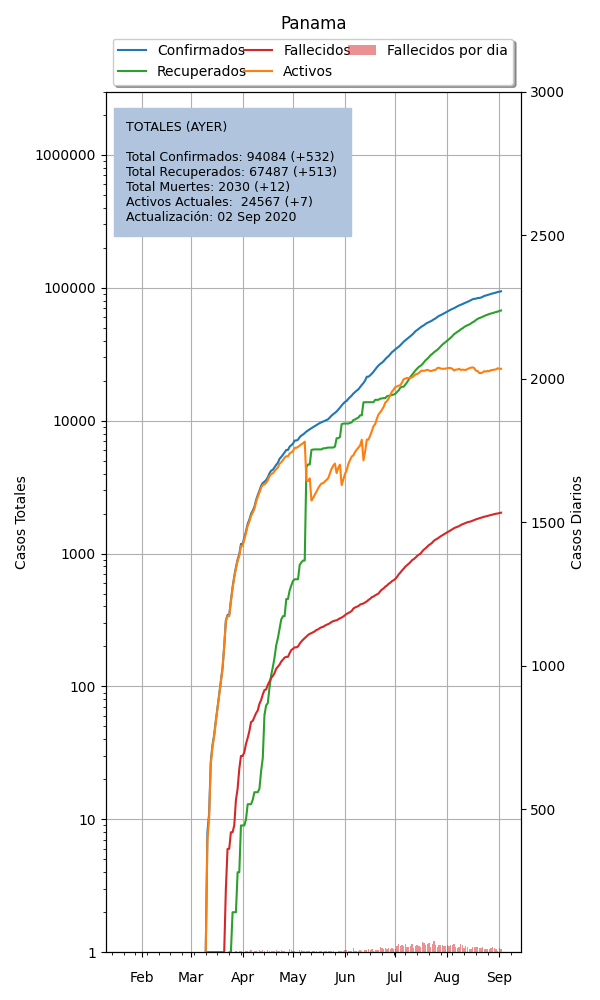 Panama
Confirmados Fallecidos Fallecidos por dia
Recuperados Activos
TOTALES (AYER)
Total Confirmados: 94084 (+532)
Total Recuperados: 67487 (+513)
Total Muertes: 2030 (+12)
Activos Actuales:  24567 (+7)
Actualización: 02 Sep 2020
1000000
100000
10000
1000
100
10
1
Casos Totales
3000
2500
2000
1500
1000
500
Casos Diarios
Feb Mar Apr May Jun Jul Aug Sep